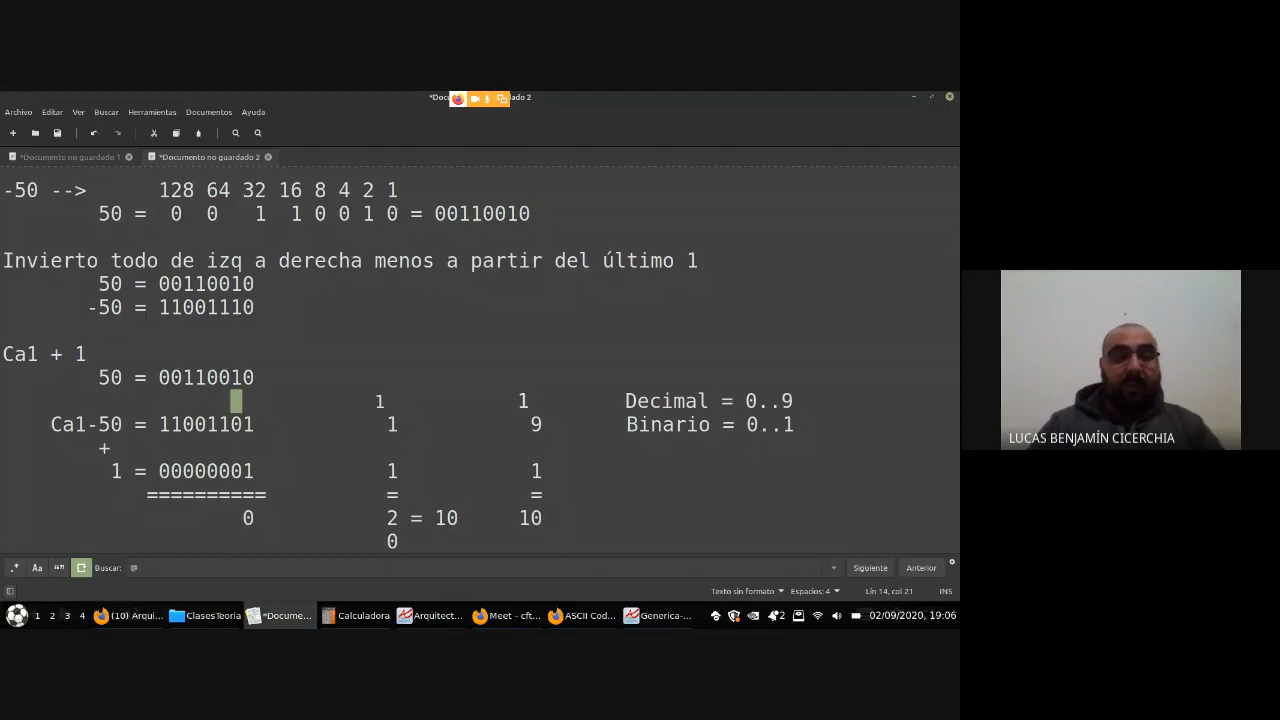 *Docu ado 2
Archivo Editar Ver Buscar Herramientas Documentos Ayuda
*Documento no guardado 1 *Documento no guardado 2
-50 --> 128 64 32 16 8 4 2 1
50 = 0 0 1 1 0 0 1 0 = 00110010
Invierto todo de izq a derecha menos a partir del último 1
50 = 00110010
-50 = 11001110
Ca1 + 1
50 = 00110010
1 1 Decimal = 0..9
Ca1-50 = 11001101 1 9 Binario = 0..1
+
1 = 00000001 1 1
========== = =
0 2 = 10 10
0
LUCAS BENJAMÍN CICERCHIA
.* Aa “” Buscar: @ Siguiente Anterior
Texto sin formato Espacios: 4 Lín 14, col 21 INS
1 2 3 4 (10) Arqui... ClasesTeoria *Docume... Calculadora Arquitect... Meet – cft... ASCII Cod... Generica-... 2 02/09/2020, 19:06